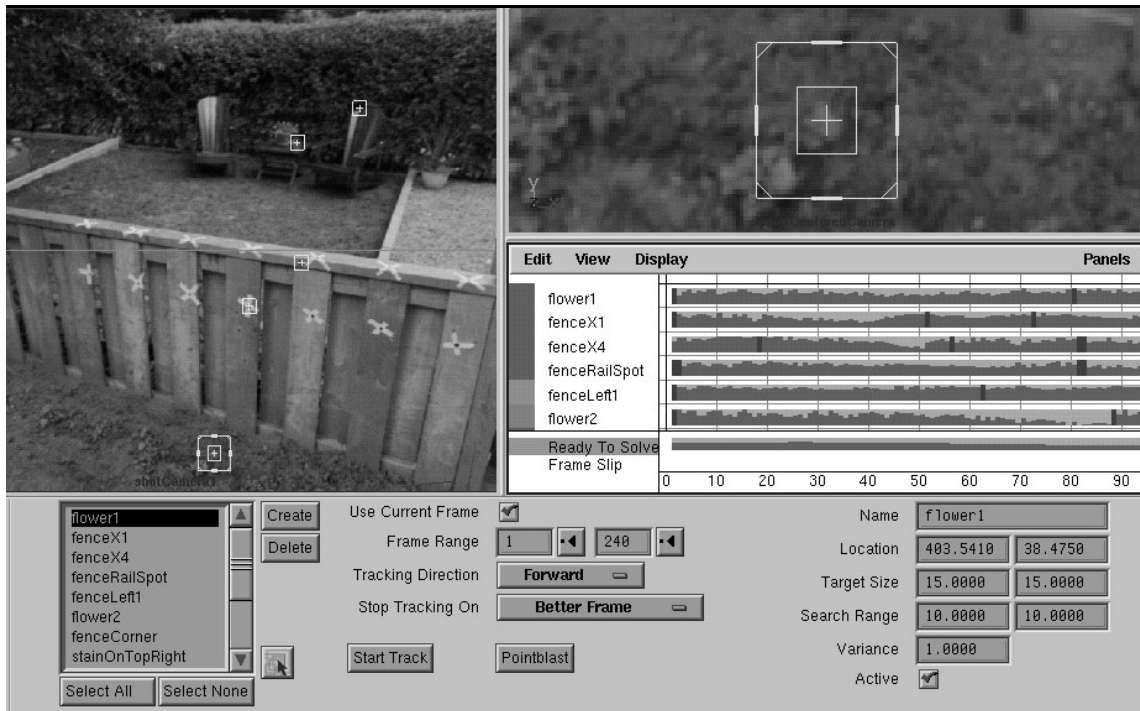 shotCamera1
y
z
Edit View Display Panels
flower1
fenceX1
fenceX4
fenceRailSpot
fenceLeft1
flower2
Ready To Solve
Frame Slip
0 10 20 30 40 50 60 70 80 90
flower1
fenceX1
fenceX4
fenceRailSpot
fenceLeft1
flower2
fenceCorner
stainOnTopRight
Create
Delete
Select All Select None
Use Current Frame
Frame Range 1 240
Tracking Direction Forward
Stop Tracking On Better Frame
Start Track Pointblast
Name flower1
Location 403.5410 38.4750
Target Size 15.0000 15.0000
Search Range 10.0000 10.0000
Variance 1.0000
Active